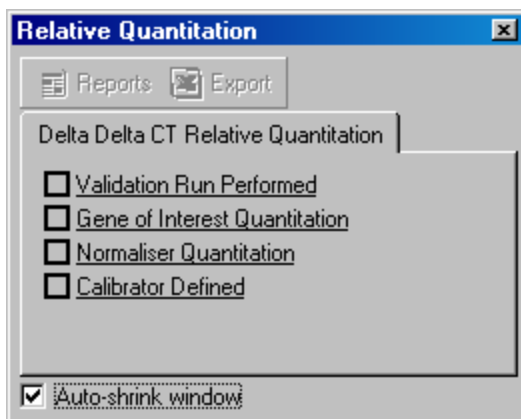 Relative Quantitation
Reports Export
Delta Delta CT Relative Quantitation
Validation Run Performed
Gene of Interest Quantitation
Normaliser Quantitation
Calibrator Defined
Auto-shrink window